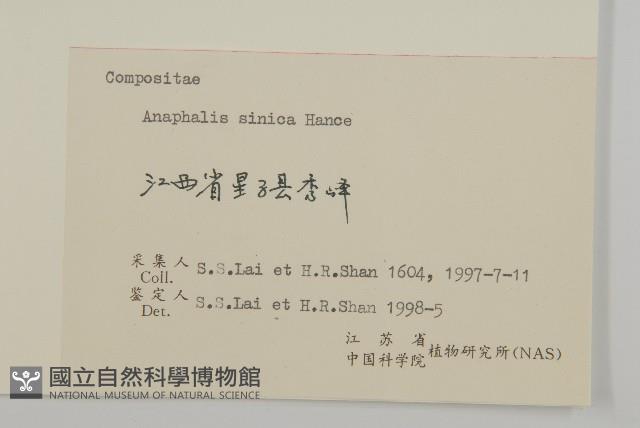 Compositae
Anaphalis sinica Hance
江西省星子县秀峰
采集人 Coll. S.S.Lai et H.R.Shan 1604, 1997-7-11
鉴定人 Det. S.S.Lai et H.R.Shan 1998-5
江苏省
中国科学院 植物研究所(NAS)
國立自然科學博物館
NATIONAL MUSEUM OF NATURAL SCIENCE